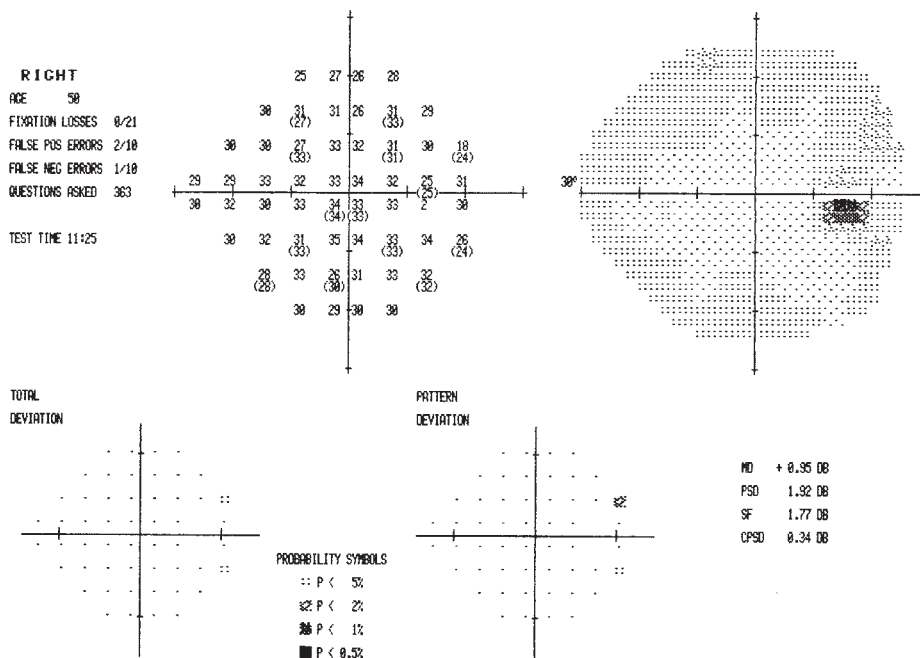 RIGHT
AGE 50
FIXATION LOSSES 0/21
FALSE POS ERRORS 2/10
FALSE NEG ERRORS 1/10
QUESTIONS ASKED 363
TEST TIME 11:25
25 27 26 28
30 31 31 26 31 29
(27) (33)
30 30 27 33 32 31 30 18
(33) (31) (24)
29 29 33 32 33 34 32 25 31
(25)
30°
30 32 30 33 34 33 33 2 30
(34) (33)
30 32 31 35 34 33 34 26
(33) (33) (24)
28 33 26 31 33 32
(28) (30) (32)
30 29 30 30
TOTAL
DEVIATION
PATTERN
DEVIATION
MD + 0.95 DB
PSD 1.92 DB
SF 1.77 DB
CPSD 0.34 DB
PROBABILITY SYMBOLS
P < 5%
P < 2%
P < 1%
P < 0.5%